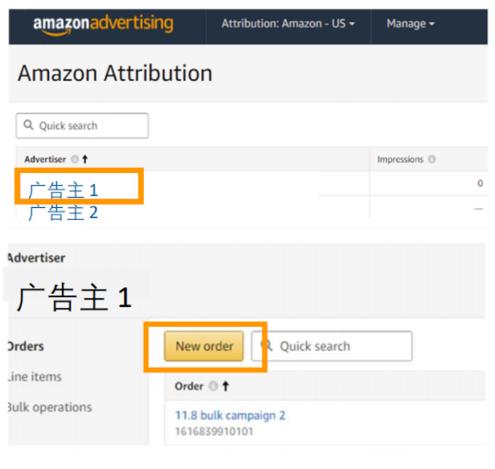 amazonadvertising Attribution: Amazon - US Manage
Amazon Attribution
Quick search
Advertiser Impressions
广告主 1 0
广告主 2 —
Advertiser
广告主 1
Orders New order Quick search
Line items Order
Bulk operations 11.8 bulk campaign 2
1616839910101